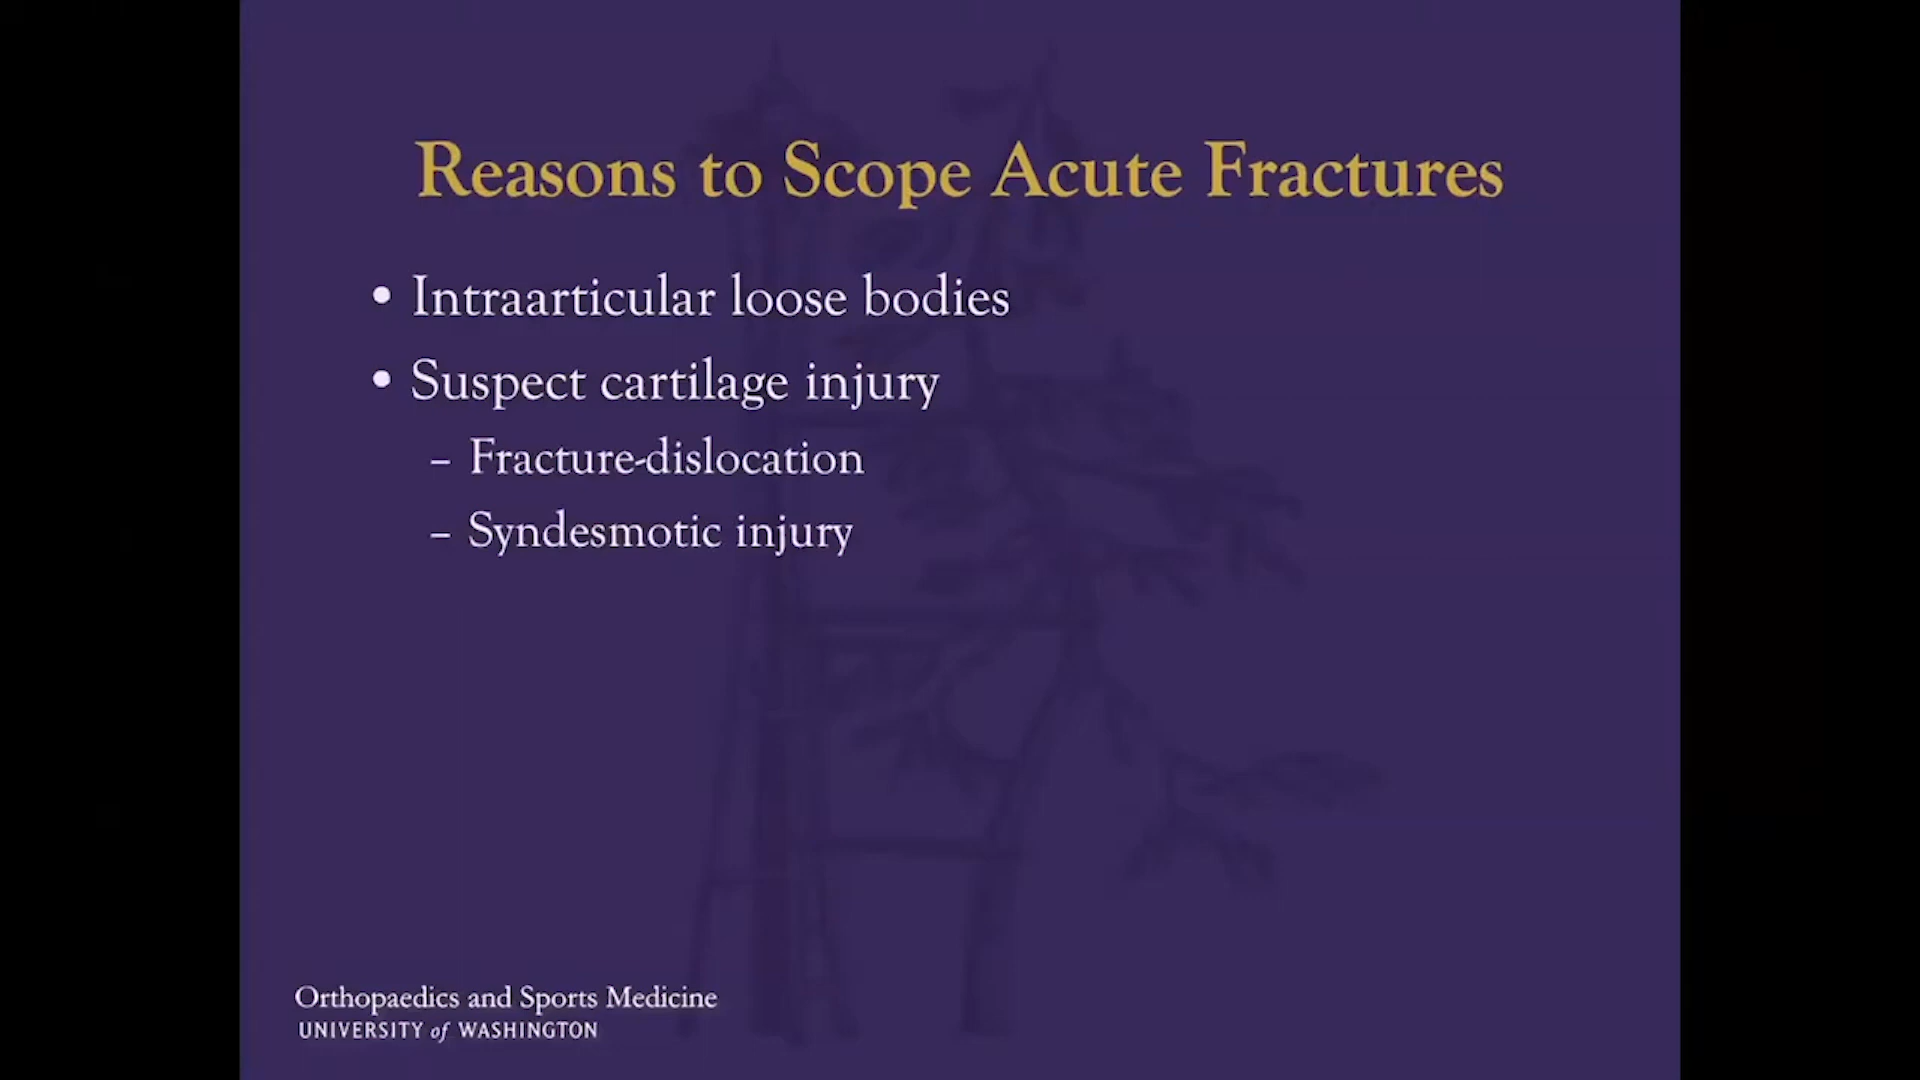 Reasons to Scope Acute Fractures
• Intraarticular loose bodies
• Suspect cartilage injury
– Fracture-dislocation
– Syndesmotic injury
Orthopaedics and Sports Medicine
UNIVERSITY of WASHINGTON